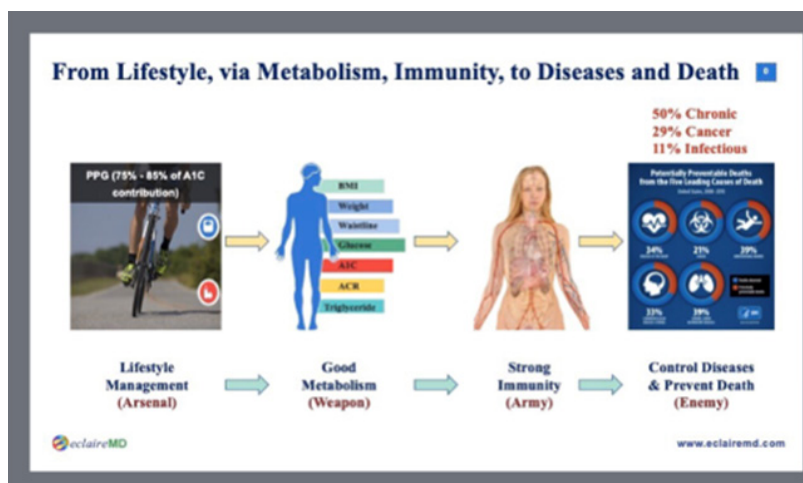 From Lifestyle, via Metabolism, Immunity, to Diseases and Death
50% Chronic
29% Cancer
11% Infectious
PPG (75% - 85% of A1C
contribution)
BMI
Weight
Waistline
Glucose
A1C
ACR
Triglyceride
Potentially Preventable Deaths
from the Five Leading Causes of Death
34%
21%
39%
33%
39%
Lifestyle
Management
(Arsenal)
Good
Metabolism
(Weapon)
Strong
Immunity
(Army)
Control Diseases
& Prevent Death
(Enemy)
eclaireMD
www.eclairemd.com